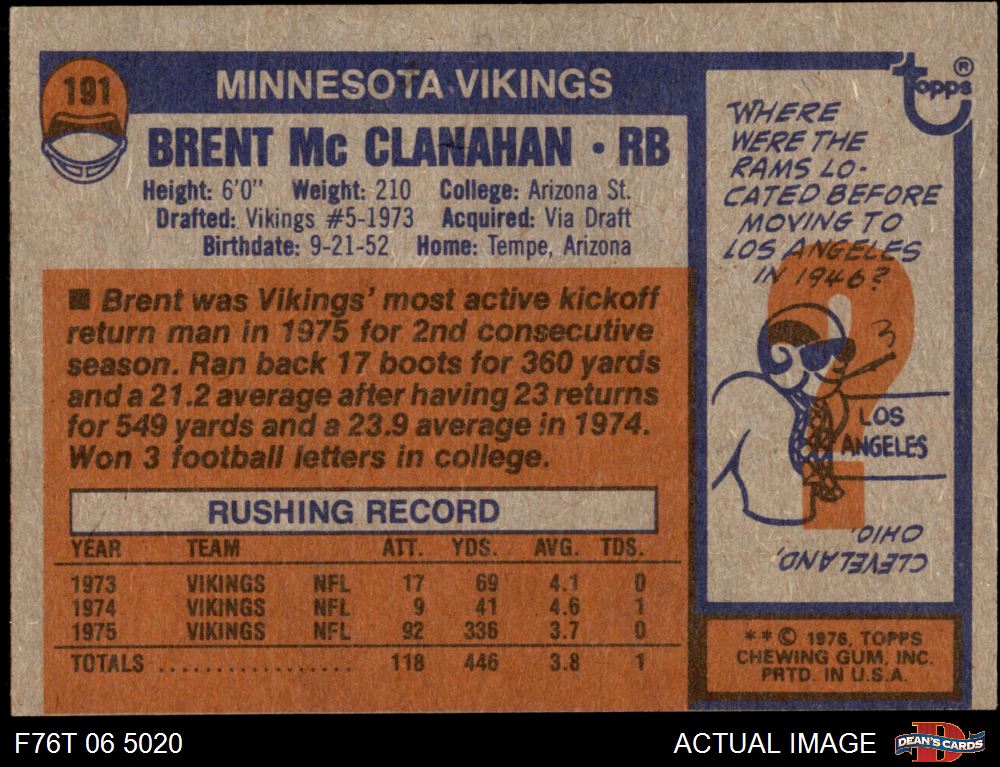 191
MINNESOTA VIKINGS
BRENT Mc CLANAHAN • RB
Height: 6'0" Weight: 210 College: Arizona St.
Drafted: Vikings #5-1973 Acquired: Via Draft
Birthdate: 9-21-52 Home: Tempe, Arizona
■ Brent was Vikings' most active kickoff
return man in 1975 for 2nd consecutive
season. Ran back 17 boots for 360 yards
and a 21.2 average after having 23 returns
for 549 yards and a 23.9 average in 1974.
Won 3 football letters in college.
RUSHING RECORD
YEAR TEAM ATT. YDS. AVG. TDS.
1973 VIKINGS NFL 17 69 4.1 0
1974 VIKINGS NFL 9 41 4.6 1
1975 VIKINGS NFL 92 336 3.7 0
TOTALS .................. 118 446 3.8 1
Topps®
WHERE
WERE THE
RAMS LO-
CATED BEFORE
MOVING TO
LOS ANGELES
IN 1946?
?
LOS
ANGELES
CLEVELAND,
OHIO.
** © 1976, TOPPS
CHEWING GUM, INC.
PRTD. IN U.S.A.
F76T 06 5020
ACTUAL IMAGE
D
DEAN'S CARDS